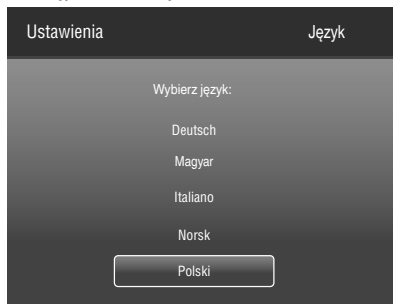 Ustawienia Język
Wybierz język:
Deutsch
Magyar
Italiano
Norsk
Polski